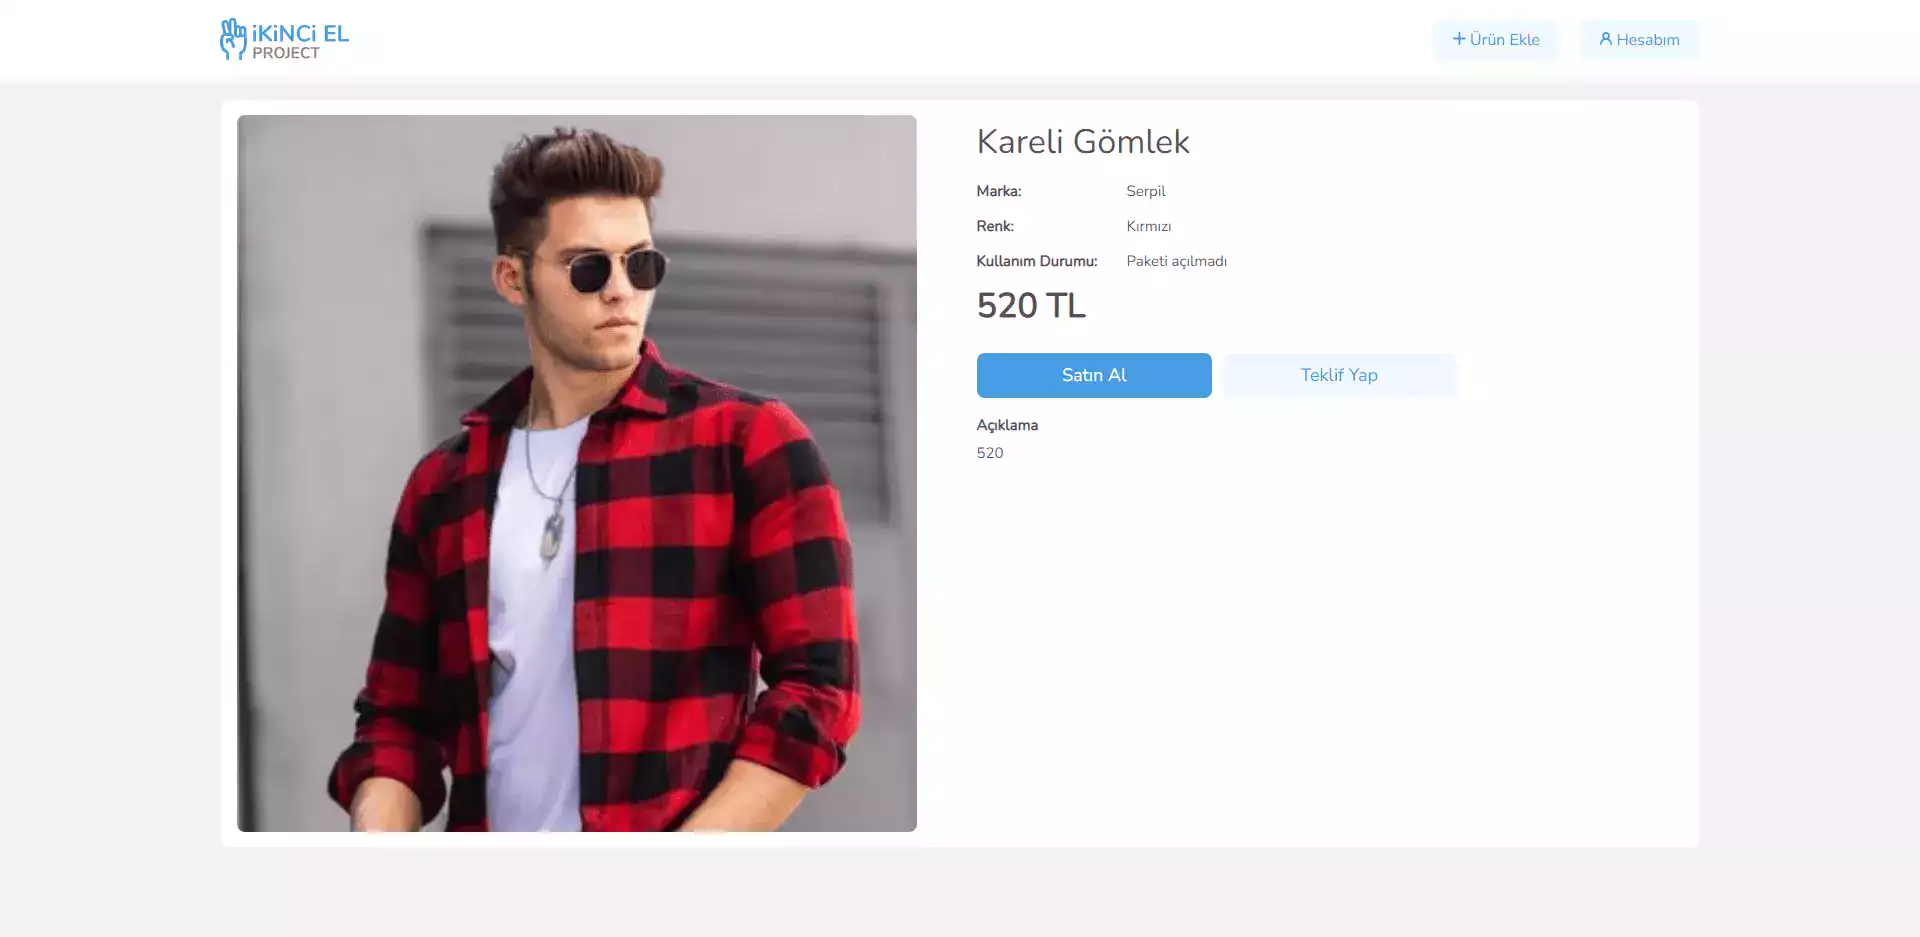 iKiNCi EL
PROJECT
Ürün Ekle
Hesabım
Kareli Gömlek
Marka: Serpil
Renk: Kırmızı
Kullanım Durumu: Paketi açılmadı
520 TL
Satın Al
Teklif Yap
Açıklama
520